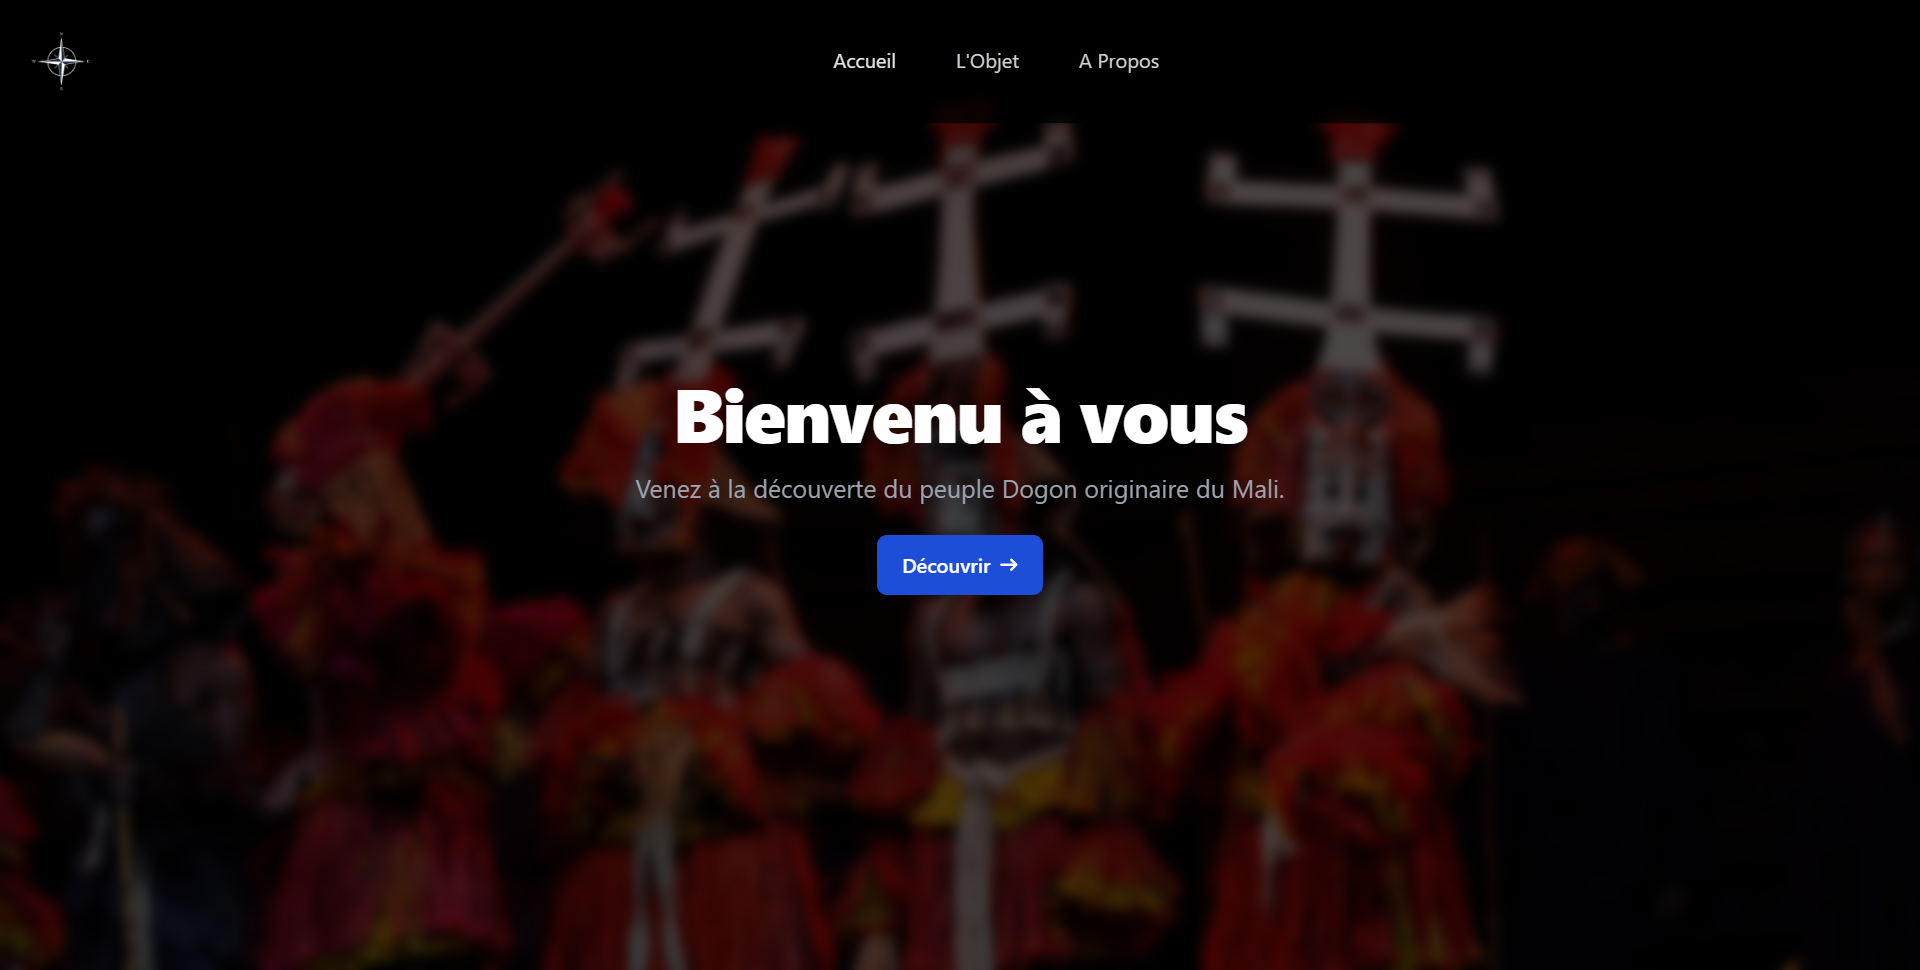 Accueil
L'Objet
A Propos
Bienvenu à vous
Venez à la découverte du peuple Dogon originaire du Mali.
Découvrir →